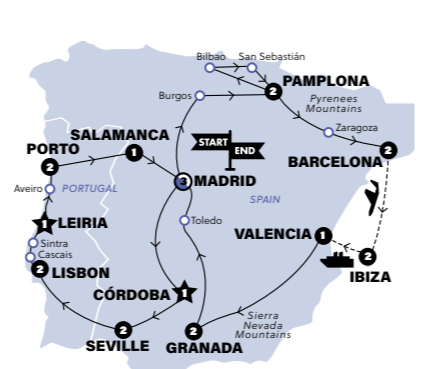 Bilbao
San Sebastián
2
PAMPLONA
Burgos
Pyrenees
Mountains
Zaragoza
SALAMANCA
1
START
END
PORTO
2
2
BARCELONA
3
MADRID
Aveiro
PORTUGAL
SPAIN
1
LEIRIA
Toledo
VALENCIA
1
Sintra
Cascais
2
LISBON
2
IBIZA
CÓRDOBA
1
Sierra
Nevada
Mountains
2
SEVILLE
2
GRANADA